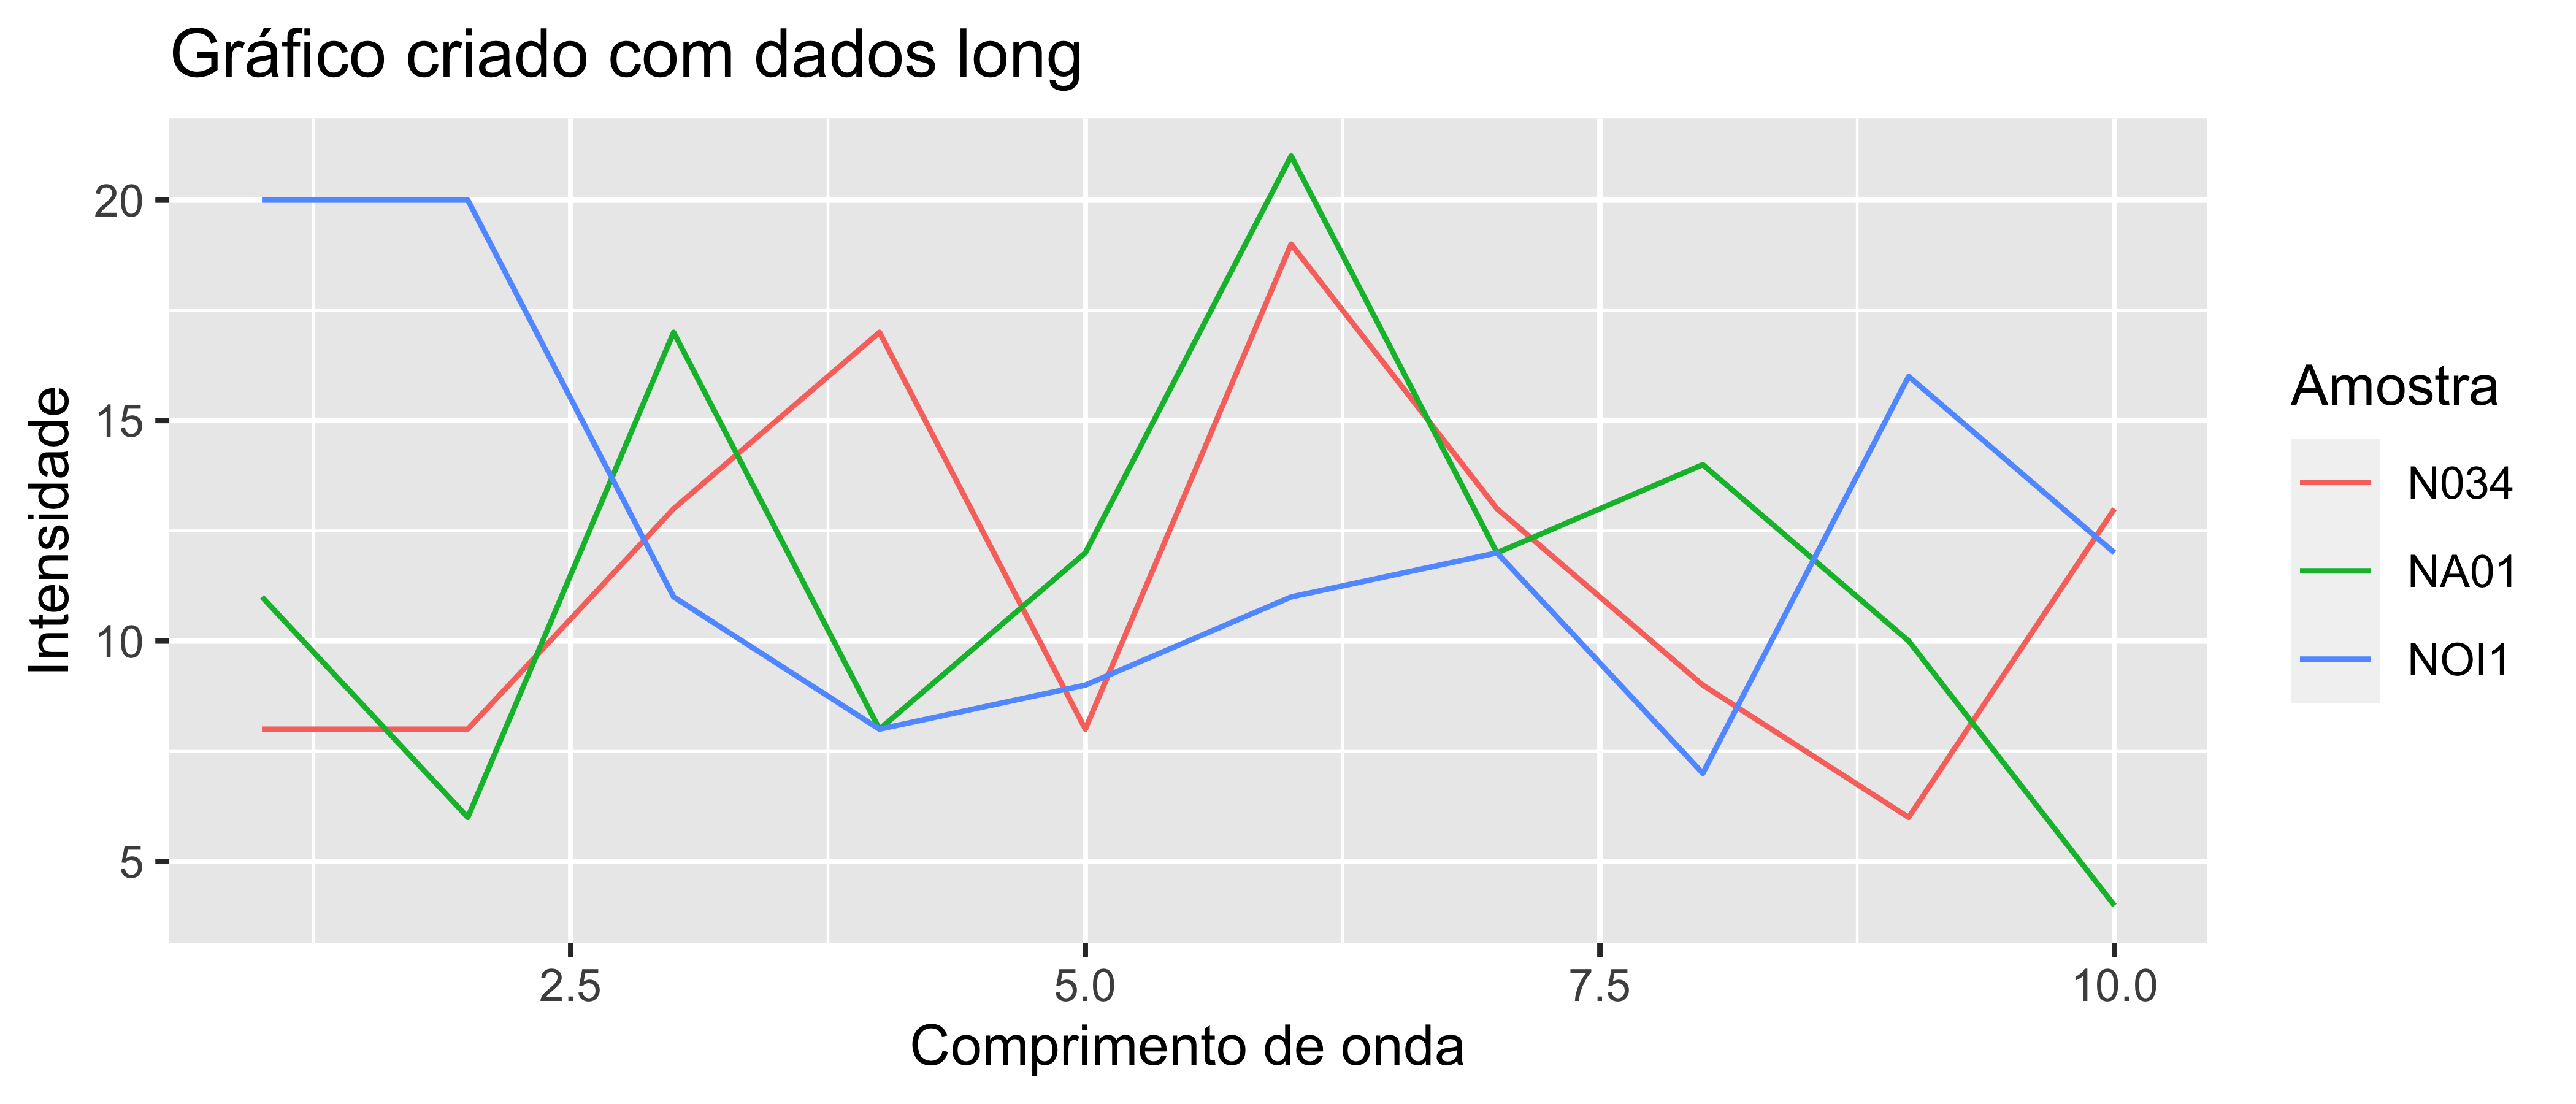 Gráfico criado com dados long
Intensidade
20
15
10
5
2.5 5.0 7.5 10.0
Comprimento de onda
Amostra
N034
NA01
NOI1